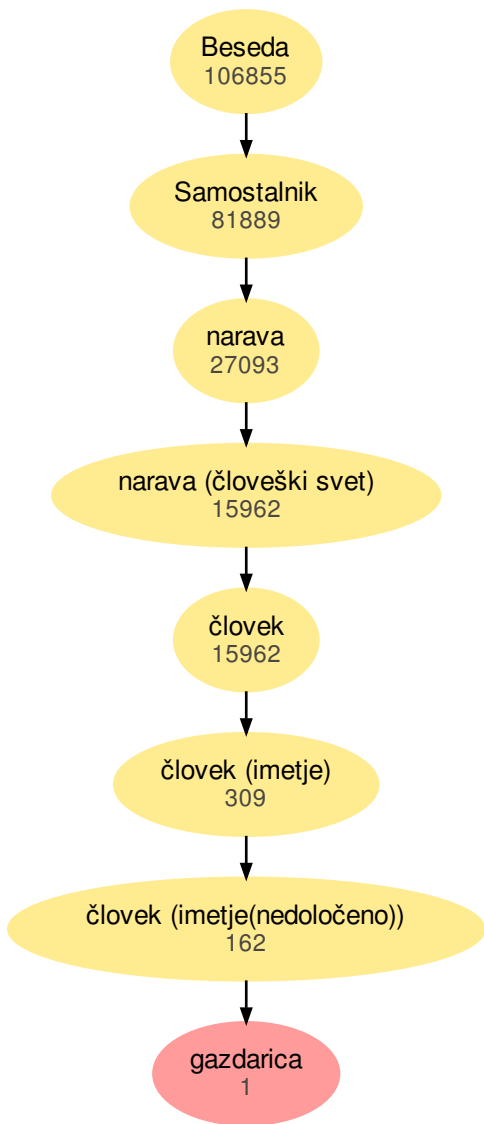 Beseda
106855
Samostalnik
81889
narava
27093
narava (človeški svet)
15962
človek
15962
človek (imetje)
309
človek (imetje(nedoločeno))
162
gazdarica
1